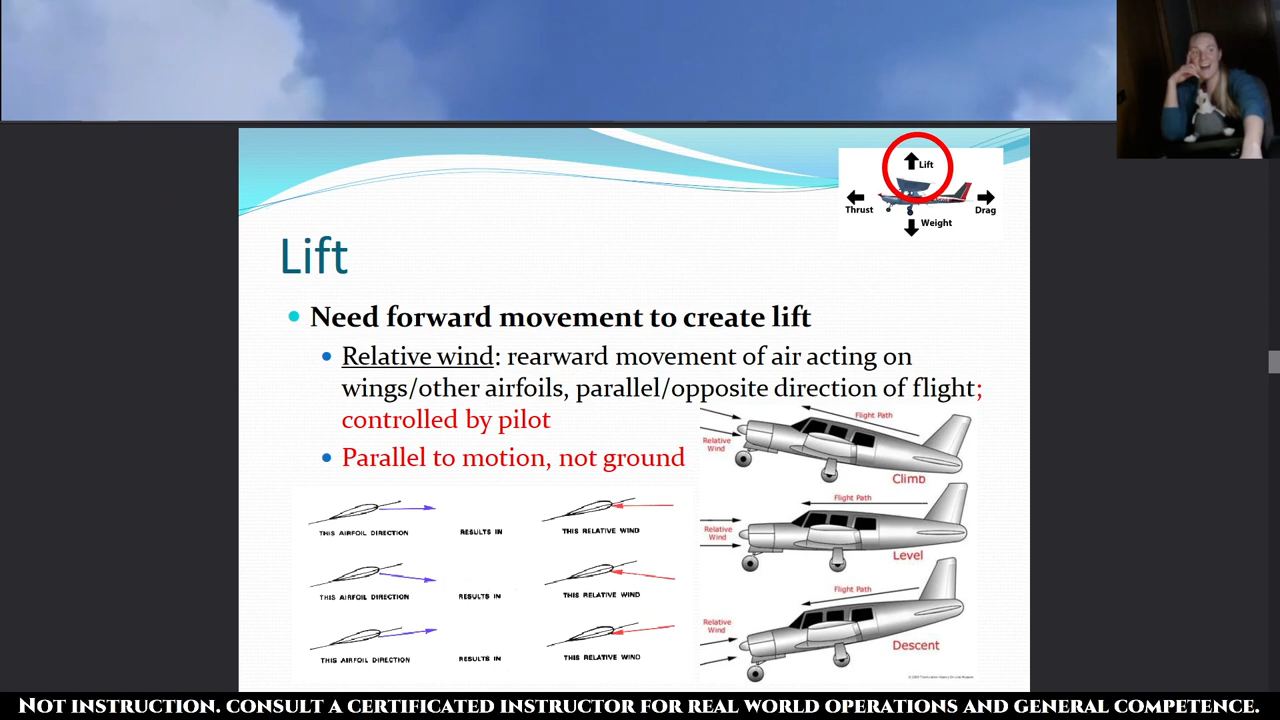 Lift
Thrust
Drag
Weight
Lift
Need forward movement to create lift
Relative wind: rearward movement of air acting on
wings/other airfoils, parallel/opposite direction of flight;
controlled by pilot
Parallel to motion, not ground
Flight Path
Relative
Wind
Climb
Flight Path
Relative
Wind
Level
Flight Path
Relative
Wind
Descent
THIS AIRFOIL DIRECTION RESULTS IN THIS RELATIVE WIND
THIS AIRFOIL DIRECTION RESULTS IN THIS RELATIVE WIND
THIS AIRFOIL DIRECTION RESULTS IN THIS RELATIVE WIND
Not instruction. consult a certificated instructor for real world operations and general competence.